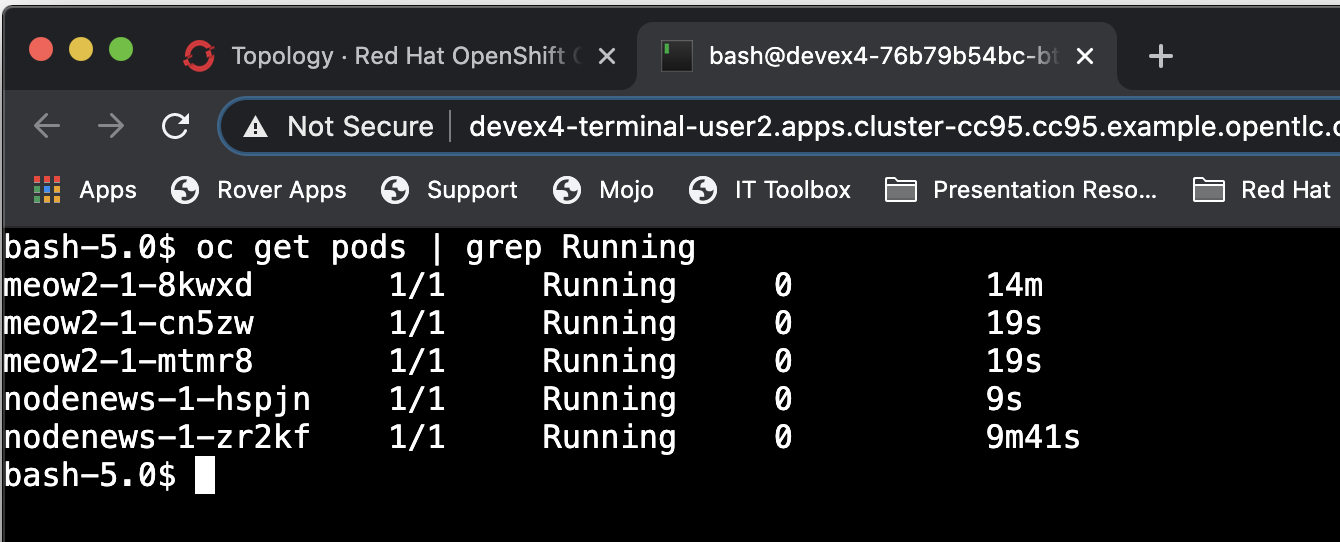 Topology · Red Hat OpenShift
bash@devex4-76b79b54bc-bt
Not Secure
devex4-terminal-user2.apps.cluster-cc95.cc95.example.opentlc.c
Apps Rover Apps Support Mojo IT Toolbox Presentation Reso... Red Hat
bash-5.0$ oc get pods | grep Running
meow2-1-8kwxd 1/1 Running 0 14m
meow2-1-cn5zw 1/1 Running 0 19s
meow2-1-mtmr8 1/1 Running 0 19s
nodenews-1-hspjn 1/1 Running 0 9s
nodenews-1-zr2kf 1/1 Running 0 9m41s
bash-5.0$